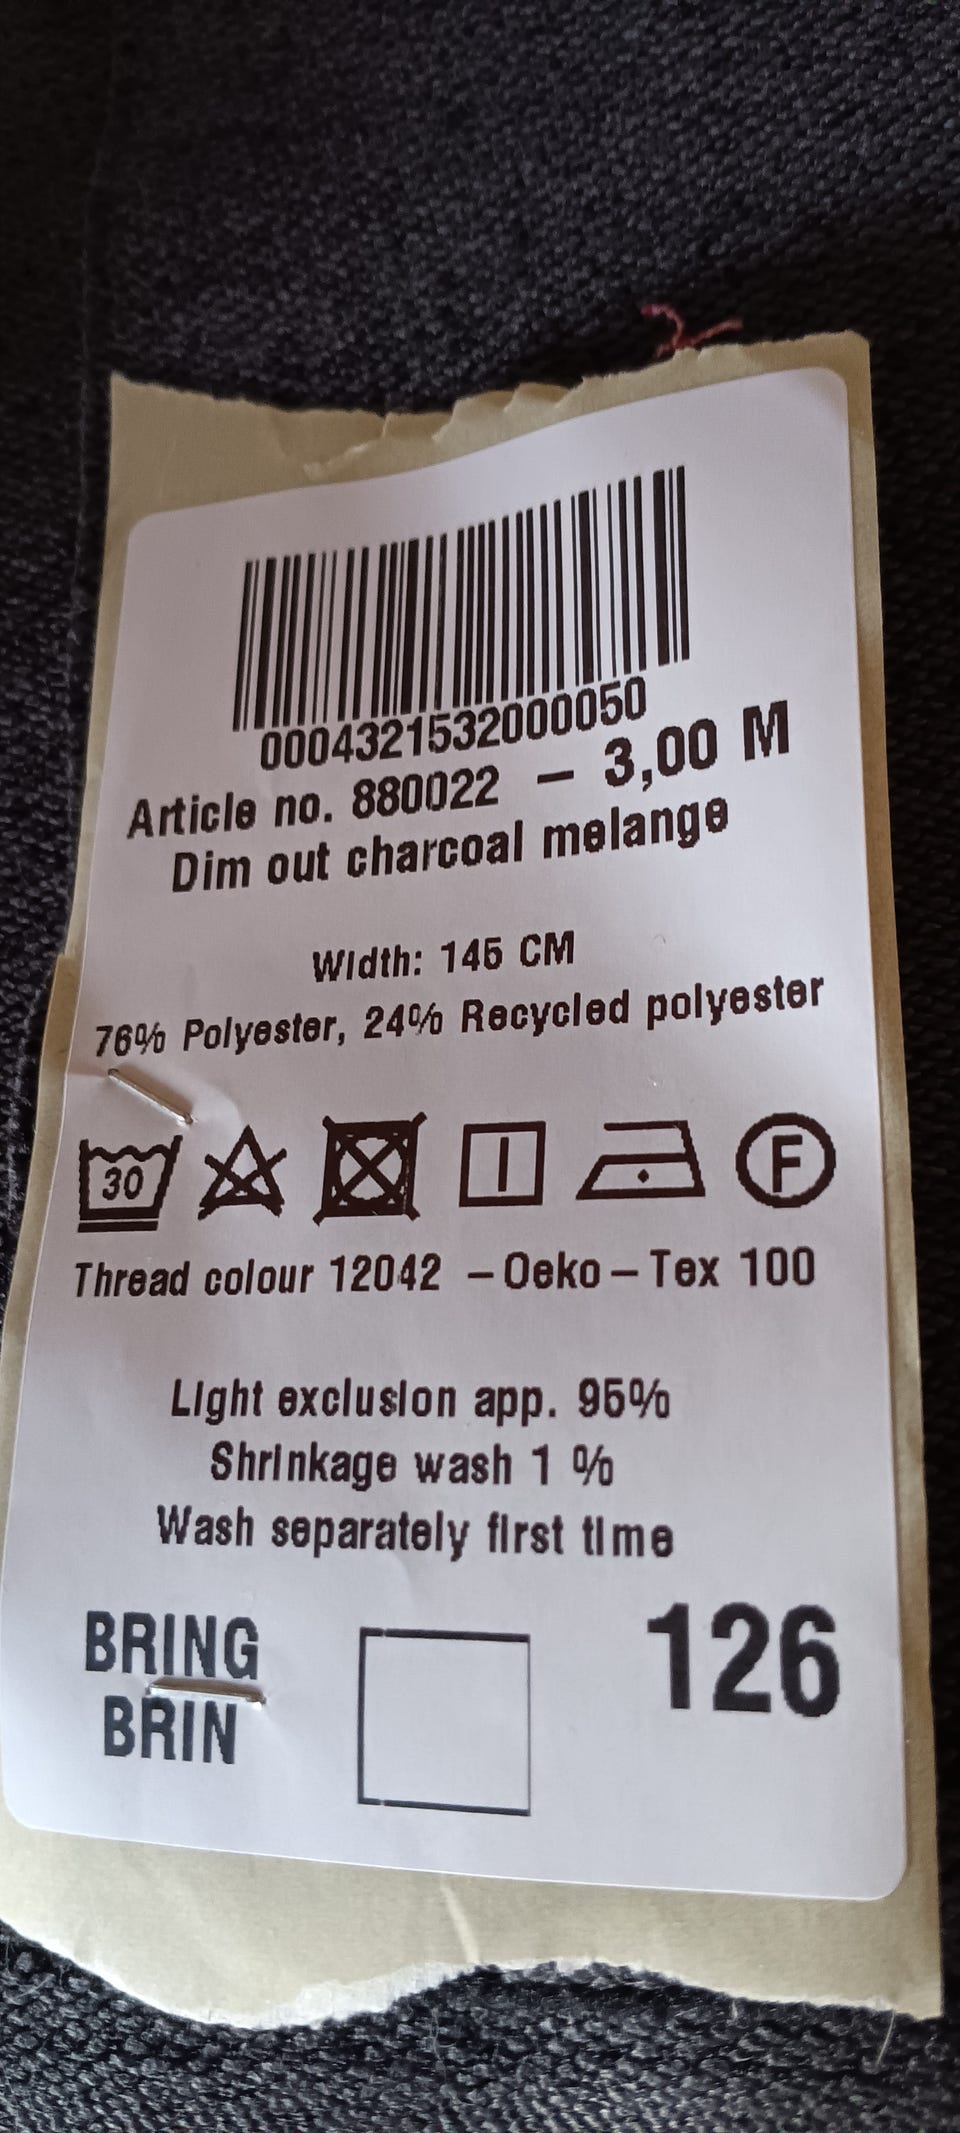 0004321532000050
Article no. 880022 – 3,00 M
Dim out charcoal melange
Width: 145 CM
76% Polyester, 24% Recycled polyester
30 F
Thread colour 12042 – Oeko – Tex 100
Light exclusion app. 95%
Shrinkage wash 1 %
Wash separately first time
BRING
BRIN
126